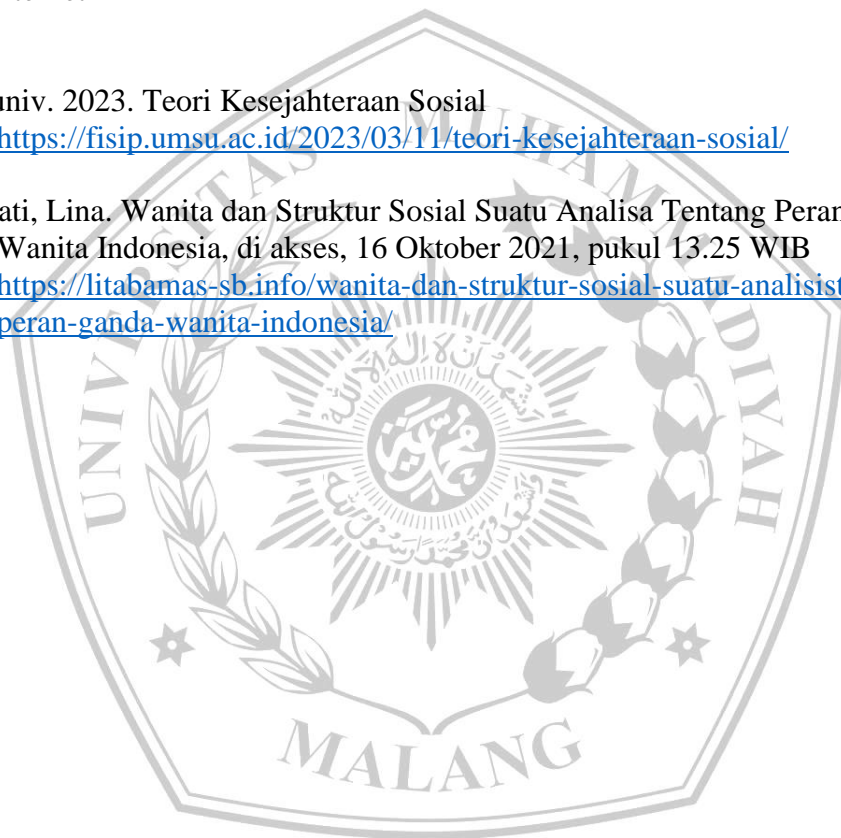 univ. 2023. Teori Kesejahteraan Sosial
https://fisip.umsu.ac.id/2023/03/11/teori-kesejahteraan-sosial/
ati, Lina. Wanita dan Struktur Sosial Suatu Analisa Tentang Peran
Wanita Indonesia, di akses, 16 Oktober 2021, pukul 13.25 WIB
https://litabamas-sb.info/wanita-dan-struktur-sosial-suatu-analisist
peran-ganda-wanita-indonesia/
UNIVERSITAS MUHAMMADIYAH
MALANG